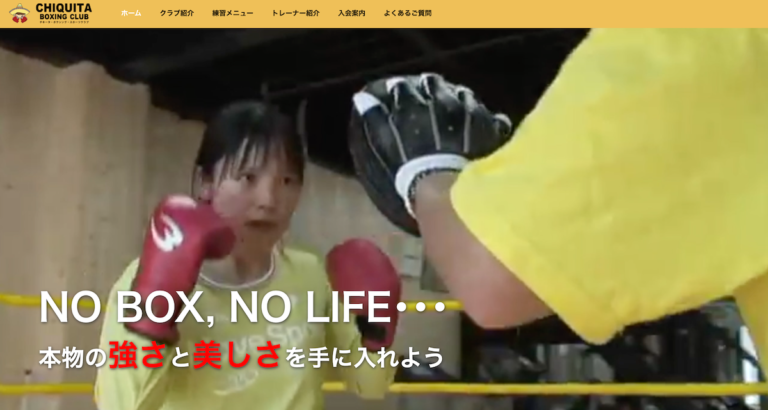 CHIQUITA
BOXING CLUB
ホーム クラブ紹介 練習メニュー トレーナー紹介 入会案内 よくあるご質問
NO BOX, NO LIFE･･･
本物の強さと美しさを手に入れよう